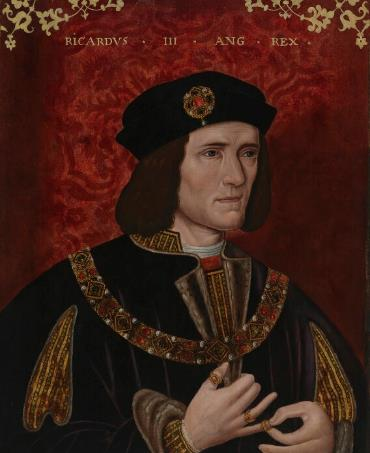 RICARDVS · III · ANG · REX ·